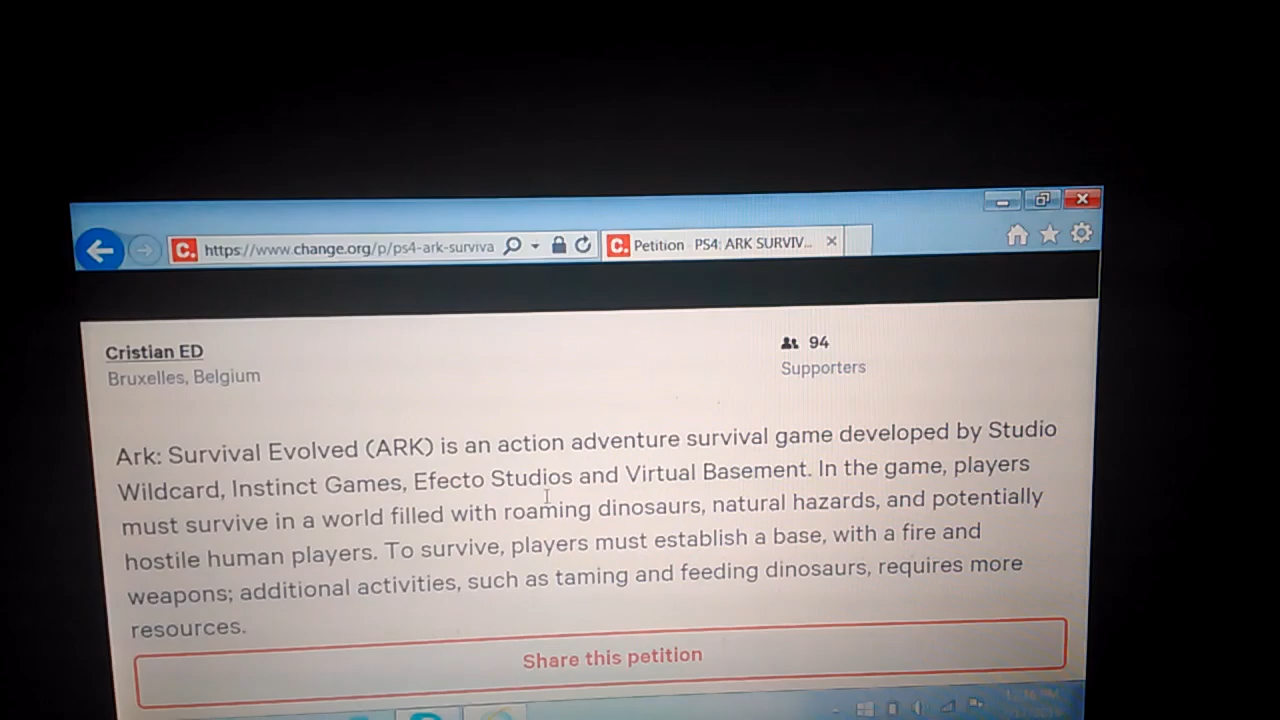 https://www.change.org/p/ps4-ark-surviva
C. Petition PS4: ARK SURVIV...
Cristian ED
94
Bruxelles, Belgium
Supporters
Ark: Survival Evolved (ARK) is an action adventure survival game developed by Studio
Wildcard, Instinct Games, Efecto Studios and Virtual Basement. In the game, players
must survive in a world filled with roaming dinosaurs, natural hazards, and potentially
hostile human players. To survive, players must establish a base, with a fire and
weapons; additional activities, such as taming and feeding dinosaurs, requires more
resources.
Share this petition